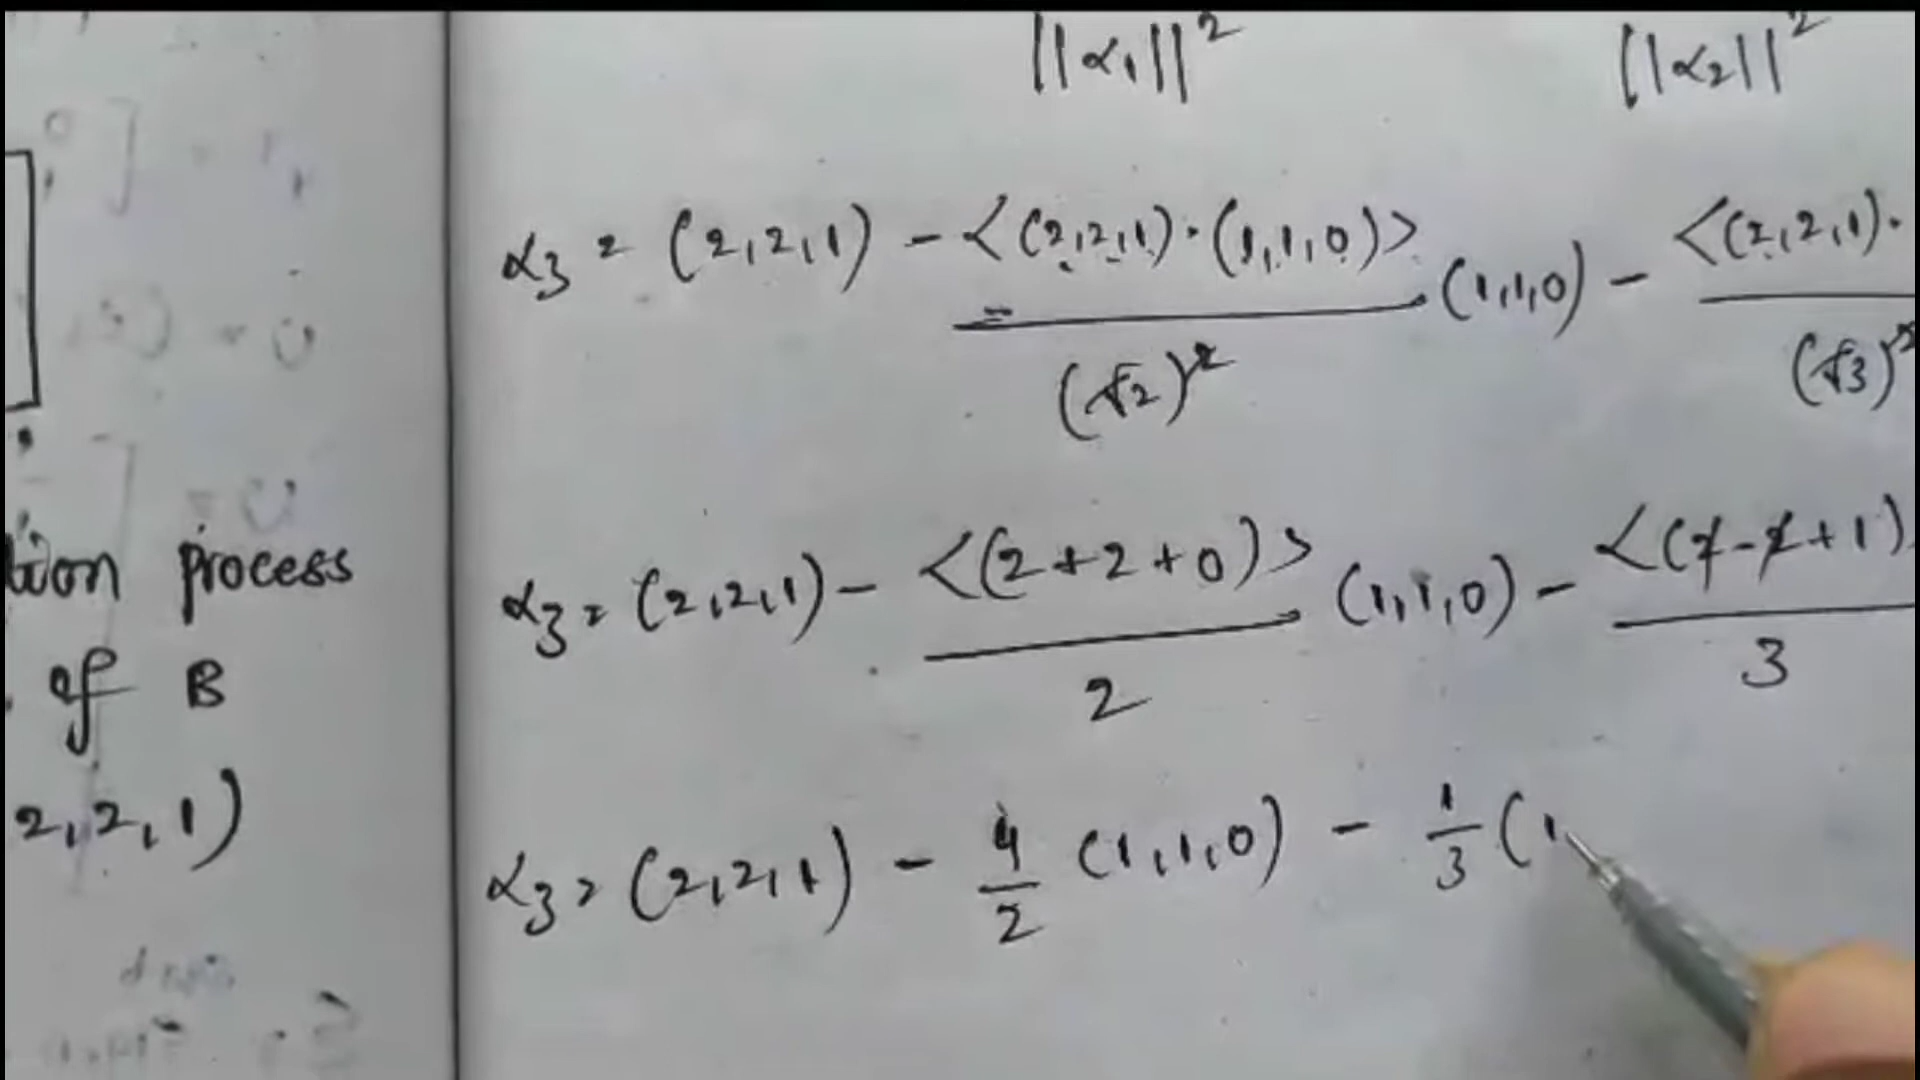 tion process
of B
2,2,1)
||α₁||² ||α₂||²
α₃ = (2,2,1) - <(2,2,1)·(1,1,0)> / (√2)² (1,1,0) - <(2,2,1)· / (√3)²
α₃ = (2,2,1) - <(2+2+0)> / 2 (1,1,0) - <(2-2+1) / 3
α₃ = (2,2,1) - 4/2 (1,1,0) - 1/3 (1,